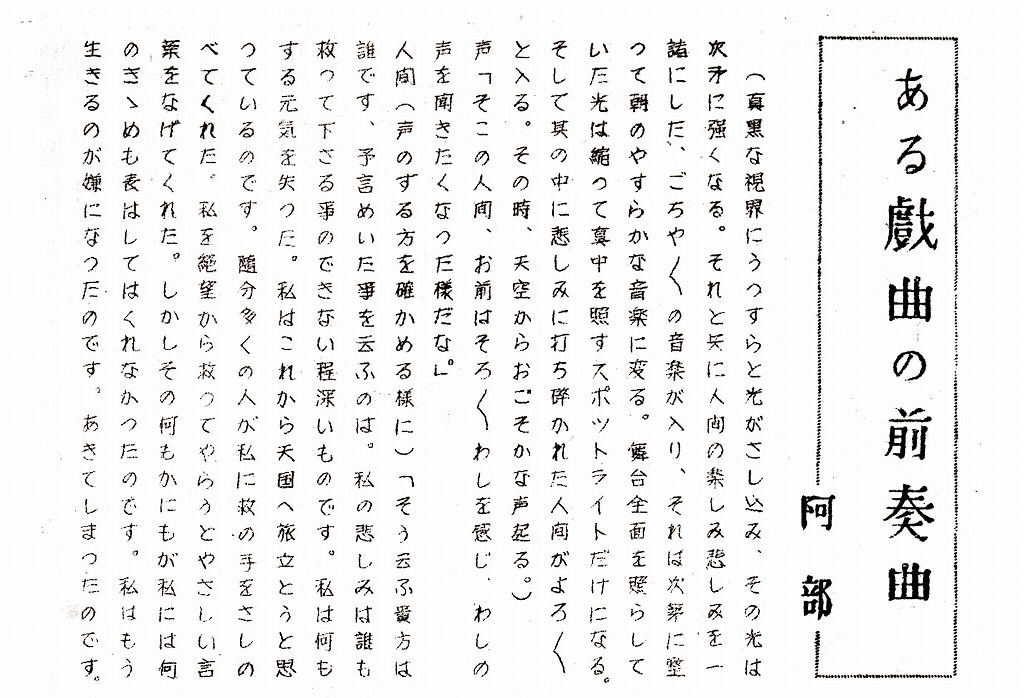 ある戯曲の前奏曲
阿部
(真黒な視界にうつすらと光がさし込み、その光は
次才に強くなる。それと共に人間の楽しみ悲しみを一
諸にした、ごちや〱の音楽が入り、それは次第に整
つて朝のやすらかな音楽に変る。舞台全面を照らして
いた光は縮つて真中を照すスポツトライトだけになる。
そして其の中に悲しみに打ち砕かれた人間がよろ〱
と入る。その時、天空からおごそかな声起る。)
声「そこの人間、お前はそろ〱わしを感じ、わしの
声を聞きたくなつた様だな。」
人間(声のする方を確かめる様に)「そう云ふ貴方は
誰です、予言めいた事を云ふのは。私の悲しみは誰も
救つて下さる事のできない程深いものです。私は何も
する元気を失つた。私はこれから天国へ旅立とうと思
つているのです。随分多くの人が私に救の手をさしの
べてくれた。私を絶望から救つてやらうとやさしい言
葉をなげてくれた。しかしその何もかにもが私には何
のきゝめも表はしてはくれなかつたのです。私はもう
生きるのが嫌になつたのです。あきてしまつたのです。